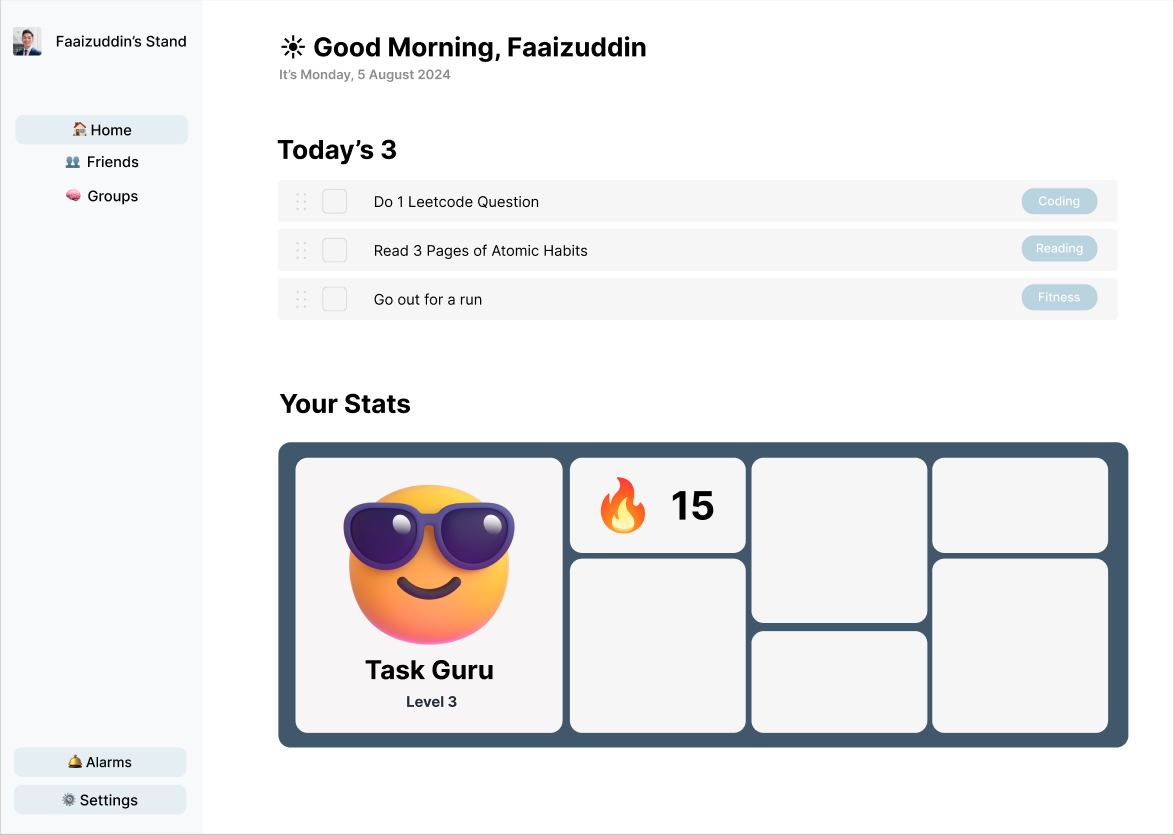 Faaizuddin’s Stand
🏠 Home
👥 Friends
🧠 Groups
🛎️ Alarms
⚙️ Settings
☀ Good Morning, Faaizuddin
It’s Monday, 5 August 2024
Today’s 3
Do 1 Leetcode Question
Coding
Read 3 Pages of Atomic Habits
Reading
Go out for a run
Fitness
Your Stats
Task Guru
Level 3
🔥 15